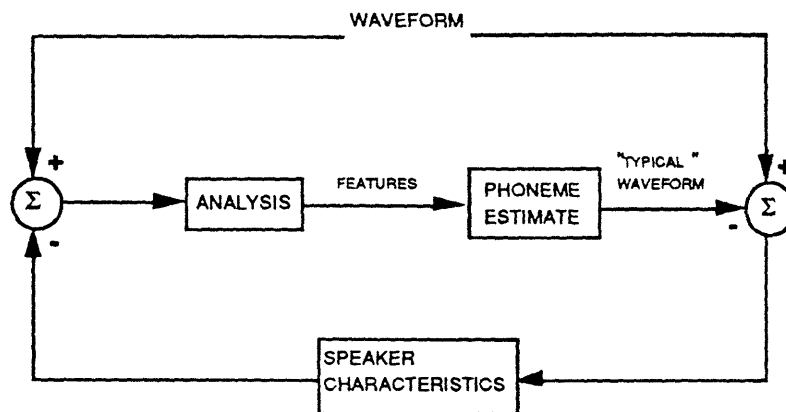 WAVEFORM
+
+
"TYPICAL"
WAVEFORM
FEATURES
Σ
ANALYSIS
PHONEME
ESTIMATE
Σ
-
-
SPEAKER
CHARACTERISTICS